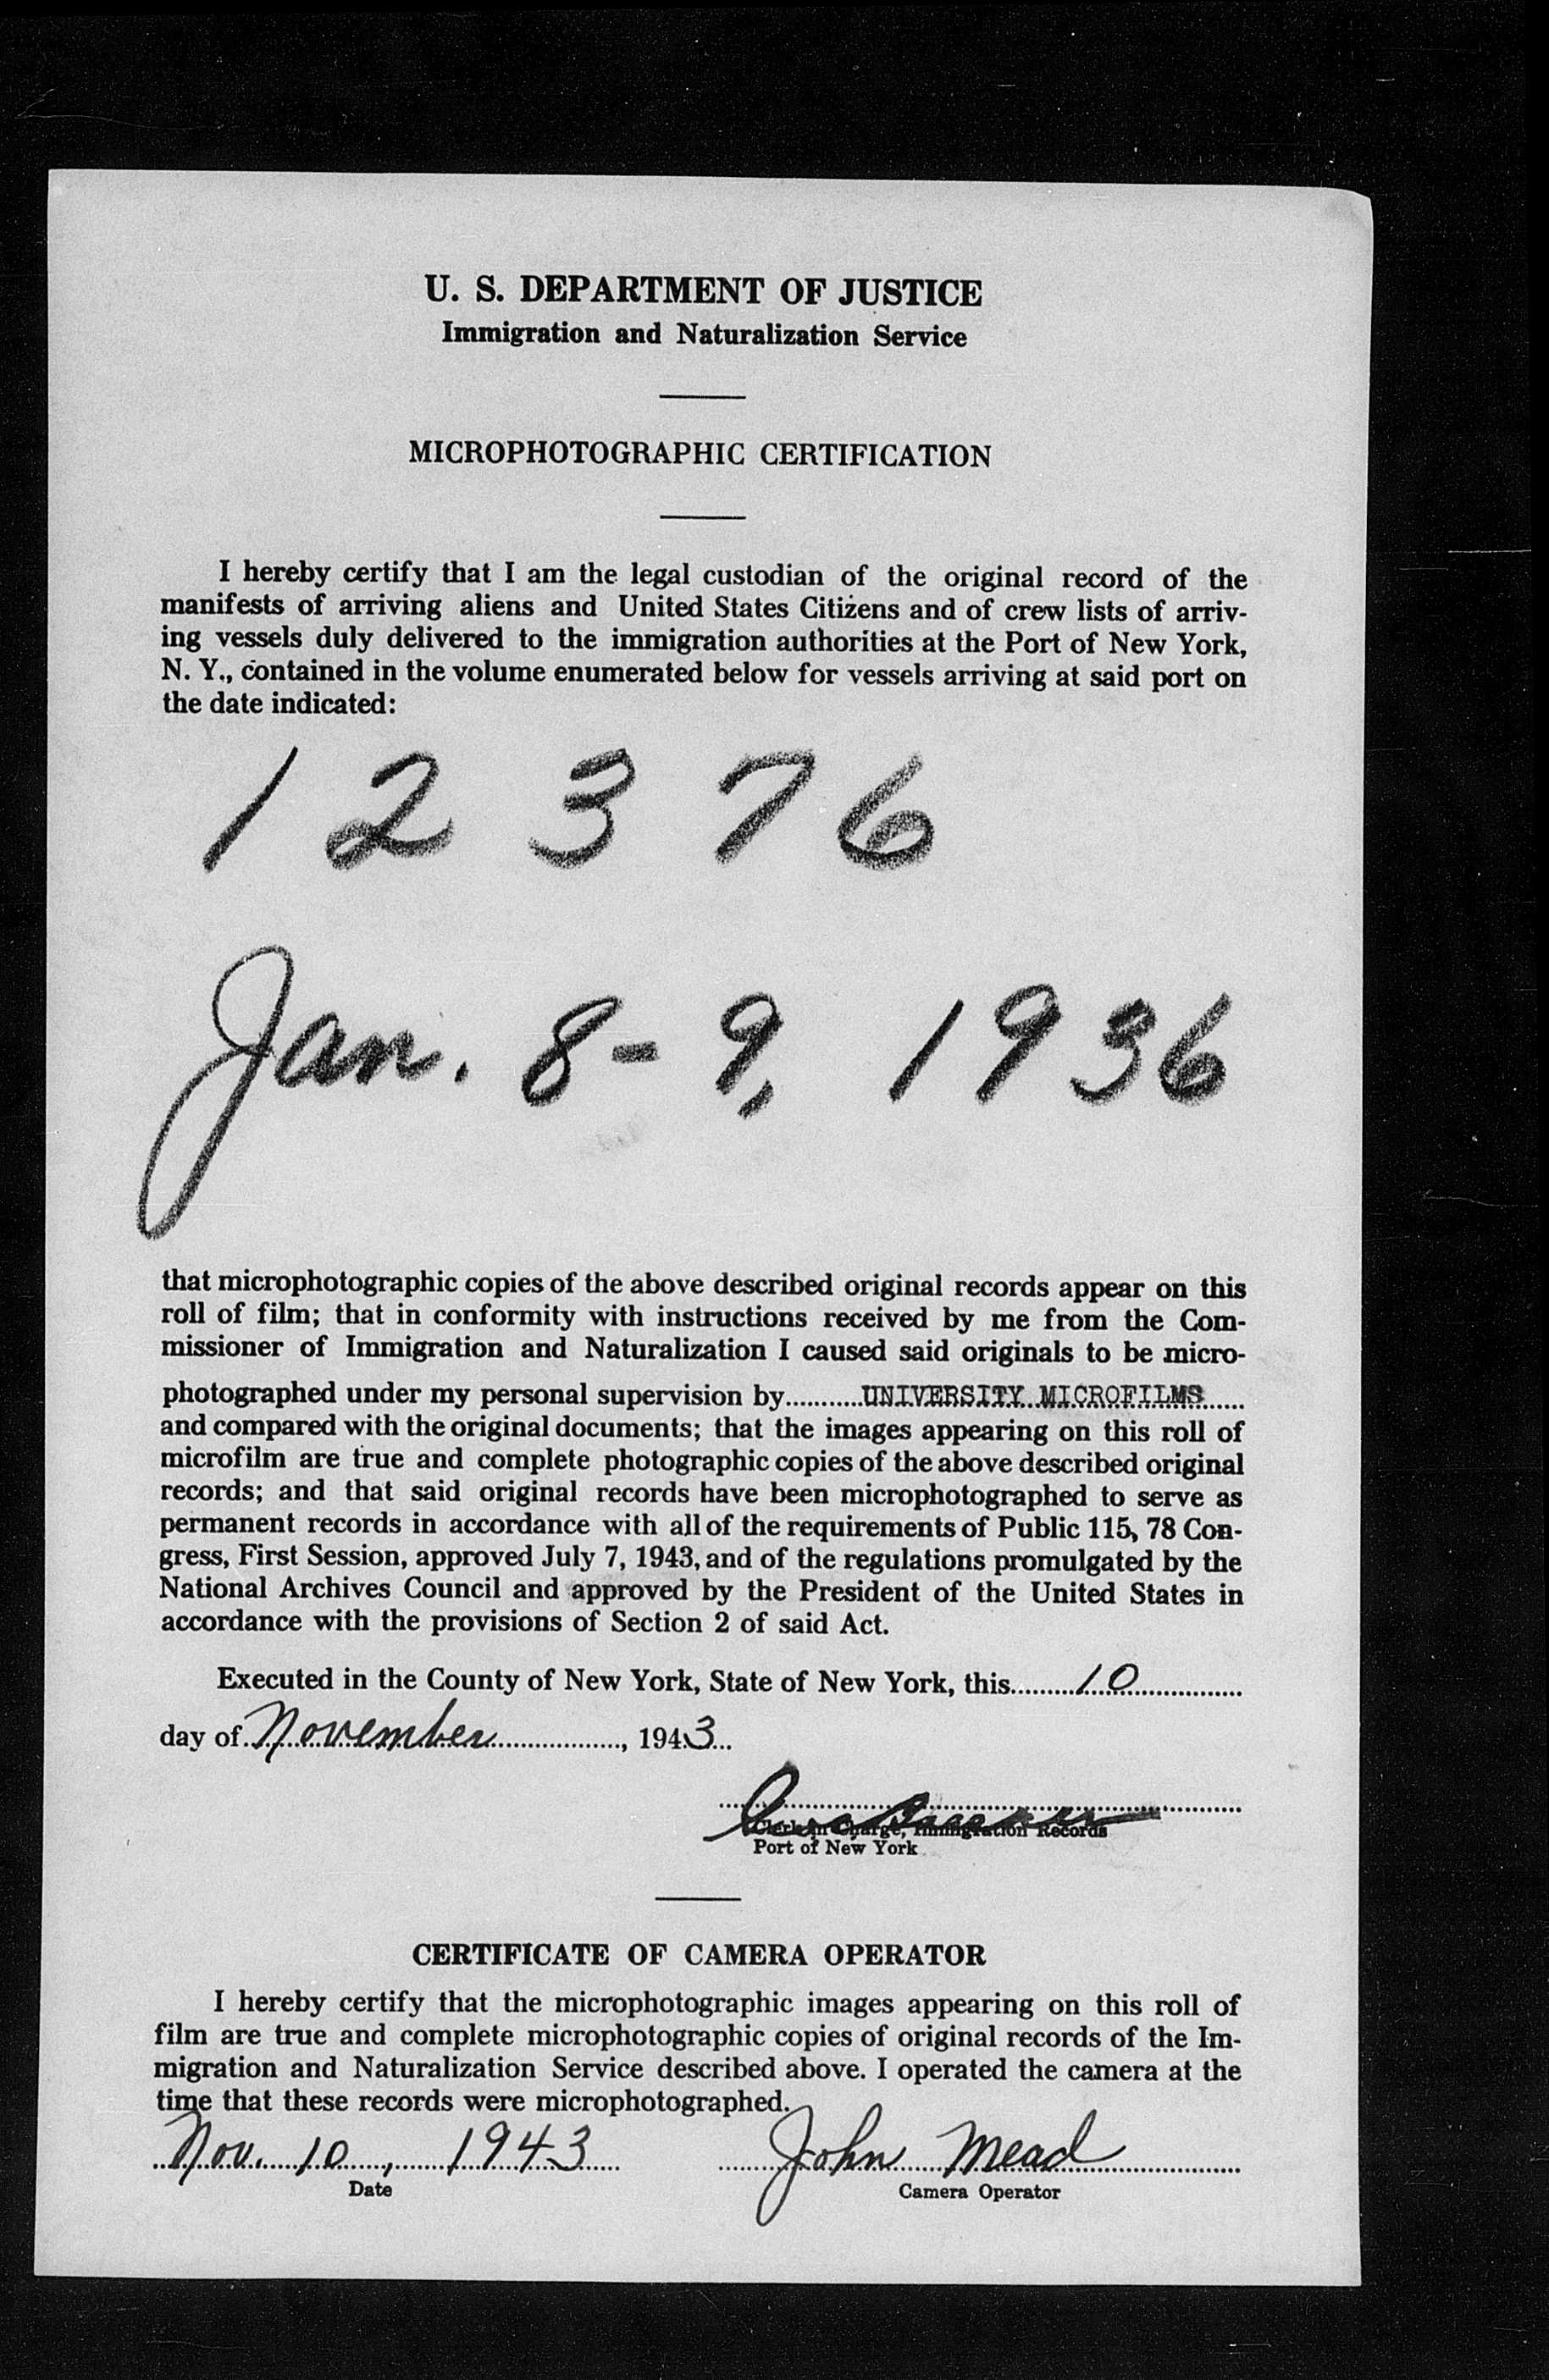 U. S. DEPARTMENT OF JUSTICE
Immigration and Naturalization Service
MICROPHOTOGRAPHIC CERTIFICATION
I hereby certify that I am the legal custodian of the original record of the
manifests of arriving aliens and United States Citizens and of crew lists of arriv-
ing vessels duly delivered to the immigration authorities at the Port of New York,
N. Y., contained in the volume enumerated below for vessels arriving at said port on
the date indicated:
1 2 3 7 6
Jan. 8 - 9, 1936
that microphotographic copies of the above described original records appear on this
roll of film; that in conformity with instructions received by me from the Com-
missioner of Immigration and Naturalization I caused said originals to be micro-
photographed under my personal supervision by..........UNIVERSITY MICROFILMS......
and compared with the original documents; that the images appearing on this roll of
microfilm are true and complete photographic copies of the above described original
records; and that said original records have been microphotographed to serve as
permanent records in accordance with all of the requirements of Public 115, 78 Con-
gress, First Session, approved July 7, 1943, and of the regulations promulgated by the
National Archives Council and approved by the President of the United States in
accordance with the provisions of Section 2 of said Act.
Executed in the County of New York, State of New York, this.........10................
day of November...................., 1943...
Clerk in Charge, Immigration Records
Port of New York
CERTIFICATE OF CAMERA OPERATOR
I hereby certify that the microphotographic images appearing on this roll of
film are true and complete microphotographic copies of original records of the Im-
migration and Naturalization Service described above. I operated the camera at the
time that these records were microphotographed.
Nov. 10, 1943 John Mead
Date Camera Operator